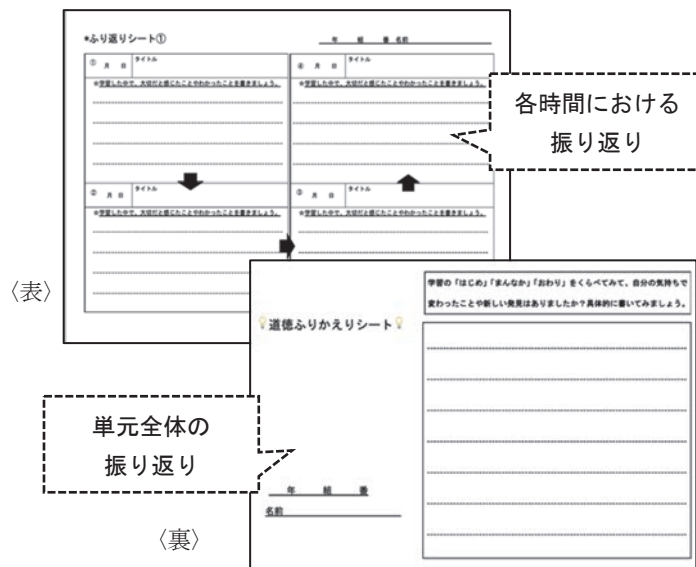 *ふり返りシート①
年 組 番 名前
① 月 日 タイトル
※学習した中で、大切だと感じたことやわかったことを書きましょう。
④ 月 日 タイトル
※学習した中で、大切だと感じたことやわかったことを書きましょう。
各時間における
振り返り
② 月 日 タイトル
※学習した中で、大切だと感じたことやわかったことを書きましょう。
③ 月 日 タイトル
※学習した中で、大切だと感じたことやわかったことを書きましょう。
〈表〉
学習の「はじめ」「まんなか」「おわり」をくらべてみて、自分の気持ちで
変わったことや新しい発見はありましたか？具体的に書いてみましょう。
道徳ふりかえりシート
単元全体の
振り返り
年 組 番
名前
〈裏〉